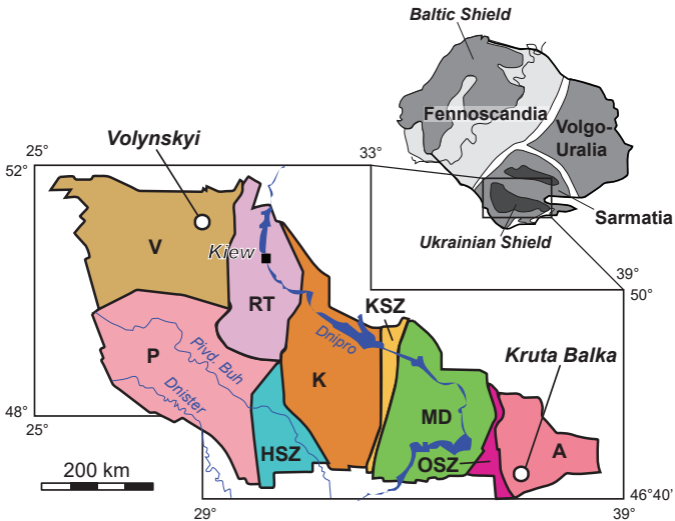 Baltic Shield
Fennoscandia
Volgo-
Uralia
Sarmatia
Ukrainian Shield
Volynskyi
25°
33°
52°
39°
50°
V
Kiew
RT
KSZ
Dnipro
Kruta Balka
P
Pivd. Buh
Dnister
K
MD
48°
25°
HSZ
OSZ
A
200 km
29°
46°40'
39°